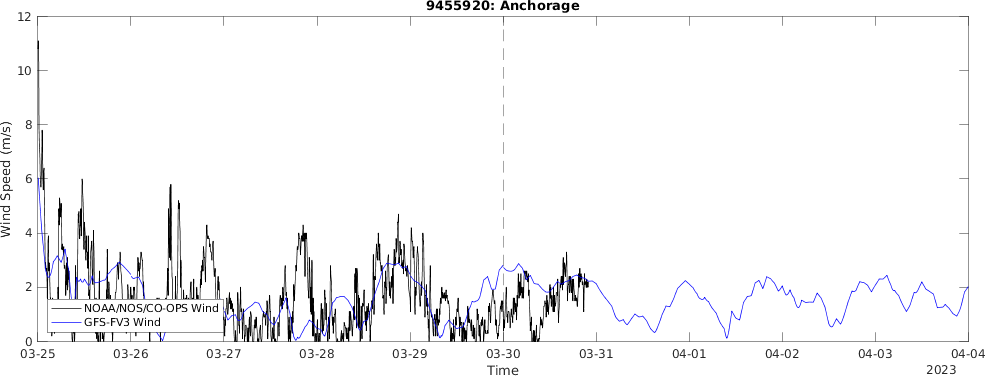 9455920: Anchorage
12
10
8
6
4
2
0
Wind Speed (m/s)
NOAA/NOS/CO-OPS Wind
GFS-FV3 Wind
03-25 03-26 03-27 03-28 03-29 03-30 03-31 04-01 04-02 04-03 04-04
Time
2023